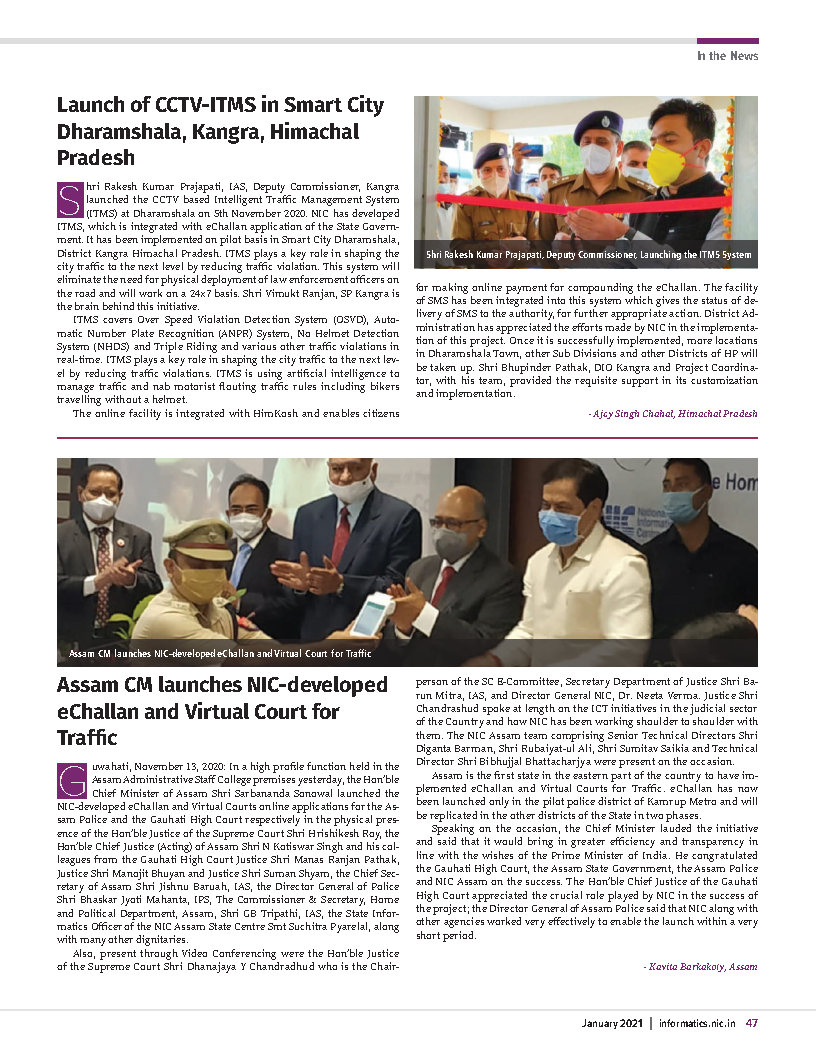 In the News
Launch of CCTV-ITMS in Smart City
Dharamshala, Kangra, Himachal
Pradesh
Shri Rakesh Kumar Prajapati, IAS, Deputy Commissioner, Kangra
launched the CCTV based Intelligent Traffic Management System
(ITMS) at Dharamshala on 5th November 2020. NIC has developed
ITMS, which is integrated with eChallan application of the State Govern-
ment. It has been implemented on pilot basis in Smart City Dharamshala,
District Kangra Himachal Pradesh. ITMS plays a key role in shaping the
city traffic to the next level by reducing traffic violation. This system will
eliminate the need for physical deployment of law enforcement officers on
the road and will work on a 24x7 basis. Shri Vimukt Ranjan, SP Kangra is
the brain behind this initiative.
ITMS covers Over Speed Violation Detection System (OSVD), Auto-
matic Number Plate Recognition (ANPR) System, No Helmet Detection
System (NHDS) and Triple Riding and various other traffic violations in
real-time. ITMS plays a key role in shaping the city traffic to the next lev-
el by reducing traffic violations. ITMS is using artificial intelligence to
manage traffic and nab motorist flouting traffic rules including bikers
travelling without a helmet.
The online facility is integrated with HimKosh and enables citizens
Shri Rakesh Kumar Prajapati, Deputy Commissioner, Launching the ITMS System
for making online payment for compounding the eChallan. The facility
of SMS has been integrated into this system which gives the status of de-
livery of SMS to the authority, for further appropriate action. District Ad-
ministration has appreciated the efforts made by NIC in the implementa-
tion of this project. Once it is successfully implemented, more locations
in Dharamshala Town, other Sub Divisions and other Districts of HP will
be taken up. Shri Bhupinder Pathak, DIO Kangra and Project Coordina-
tor, with his team, provided the requisite support in its customization
and implementation.
- Ajay Singh Chahal, Himachal Pradesh
e Hom
National
Informati
Centre
Assam CM launches NIC-developed eChallan and Virtual Court for Traffic
Assam CM launches NIC-developed
eChallan and Virtual Court for
Traffic
Guwahati, November 13, 2020: In a high profile function held in the
Assam Administrative Staff College premises yesterday, the Hon'ble
Chief Minister of Assam Shri Sarbananda Sonowal launched the
NIC-developed eChallan and Virtual Courts online applications for the As-
sam Police and the Gauhati High Court respectively in the physical pres-
ence of the Hon'ble Justice of the Supreme Court Shri Hrishikesh Roy, the
Hon'ble Chief Justice (Acting) of Assam Shri N Kotiswar Singh and his col-
leagues from the Gauhati High Court Justice Shri Manas Ranjan Pathak,
Justice Shri Manojit Bhuyan and Justice Shri Suman Shyam, the Chief Sec-
retary of Assam Shri Jishnu Baruah, IAS, the Director General of Police
Shri Bhaskar Jyoti Mahanta, IPS, The Commissioner & Secretary, Home
and Political Department, Assam, Shri GB Tripathi, IAS, the State Infor-
matics Officer of the NIC Assam State Centre Smt Suchitra Pyarelal, along
with many other dignitaries.
Also, present through Video Conferencing were the Hon'ble Justice
of the Supreme Court Shri Dhanajaya Y Chandradhud who is the Chair-
person of the SC E-Committee, Secretary Department of Justice Shri Ba-
run Mitra, IAS, and Director General NIC, Dr. Neeta Verma. Justice Shri
Chandrashud spoke at length on the ICT initiatives in the judicial sector
of the Country and how NIC has been working shoulder to shoulder with
them. The NIC Assam team comprising Senior Technical Directors Shri
Diganta Barman, Shri Rubaiyat-ul Ali, Shri Sumitav Saikia and Technical
Director Shri Bibhujjal Bhattacharjya were present on the occasion.
Assam is the first state in the eastern part of the country to have im-
plemented eChallan and Virtual Courts for Traffic. eChallan has now
been launched only in the pilot police district of Kamrup Metro and will
be replicated in the other districts of the State in two phases.
Speaking on the occasion, the Chief Minister lauded the initiative
and said that it would bring in greater efficiency and transparency in
line with the wishes of the Prime Minister of India. He congratulated
the Gauhati High Court, the Assam State Government, the Assam Police
and NIC Assam on the success. The Hon'ble Chief Justice of the Gauhati
High Court appreciated the crucial role played by NIC in the success of
the project; the Director General of Assam Police said that NIC along with
other agencies worked very effectively to enable the launch within a very
short period.
- Kavita Barkakoty, Assam
January 2021 | informatics.nic.in 47